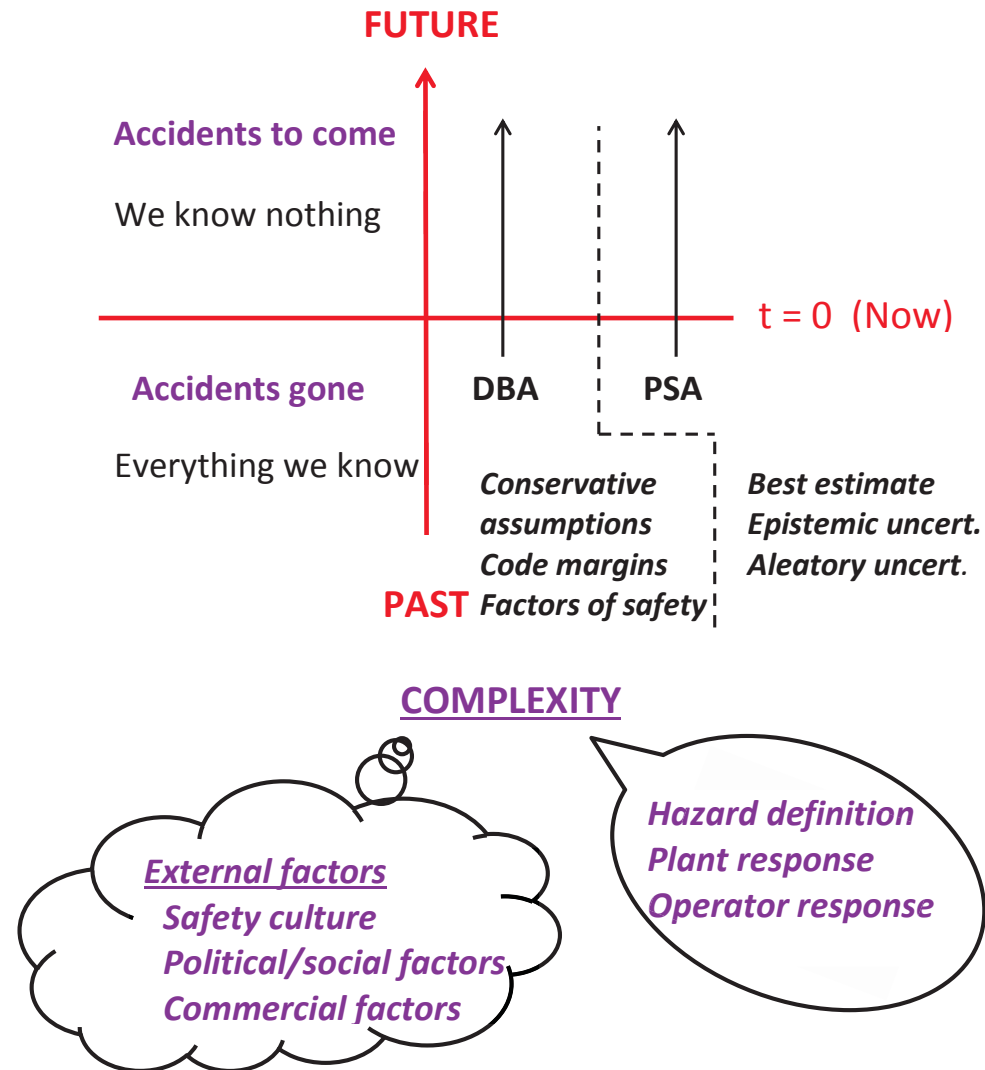 FUTURE
Accidents to come
We know nothing
t = 0 (Now)
Accidents gone
DBA
PSA
Everything we know
Conservative
assumptions
Code margins
Factors of safety
Best estimate
Epistemic uncert.
Aleatory uncert.
PAST
COMPLEXITY
External factors
Safety culture
Political/social factors
Commercial factors
Hazard definition
Plant response
Operator response